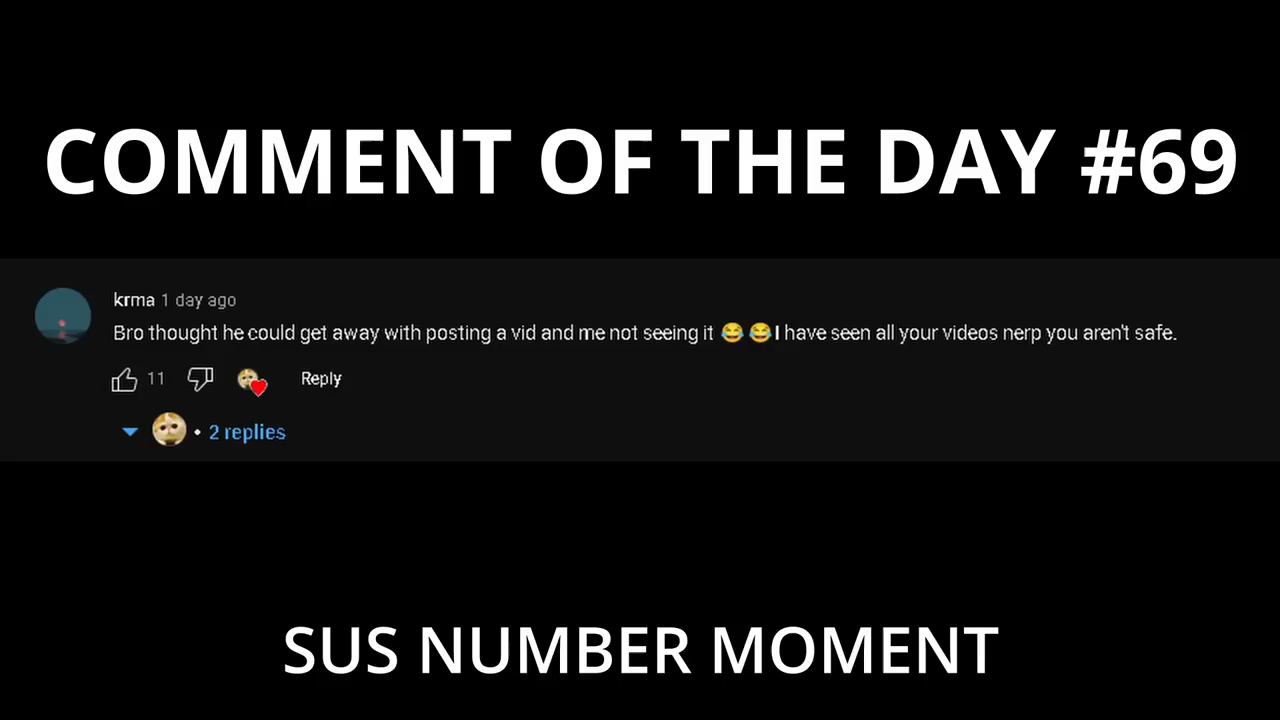 COMMENT OF THE DAY #69
krma 1 day ago
Bro thought he could get away with posting a vid and me not seeing it 😂😂I have seen all your videos nerp you aren't safe.
11 Reply
• 2 replies
SUS NUMBER MOMENT